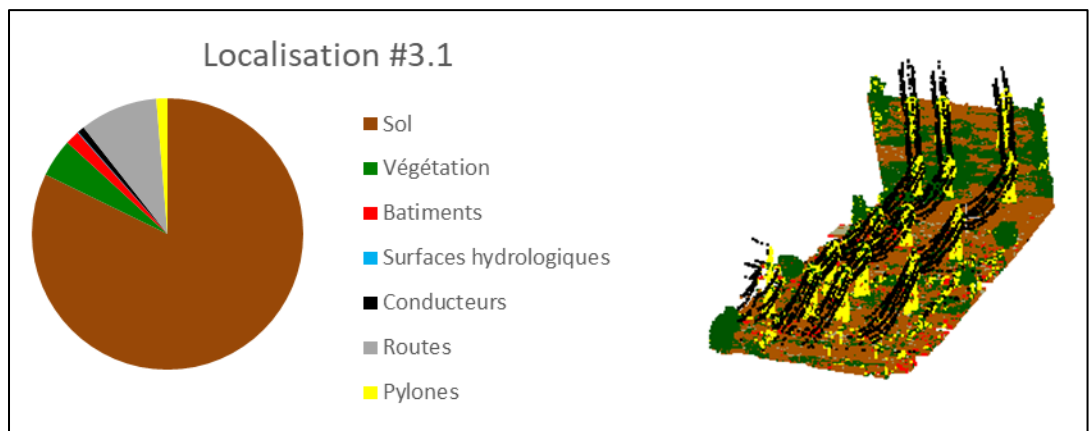 Localisation #3.1
Sol
Végétation
Batiments
Surfaces hydrologiques
Conducteurs
Routes
Pylones